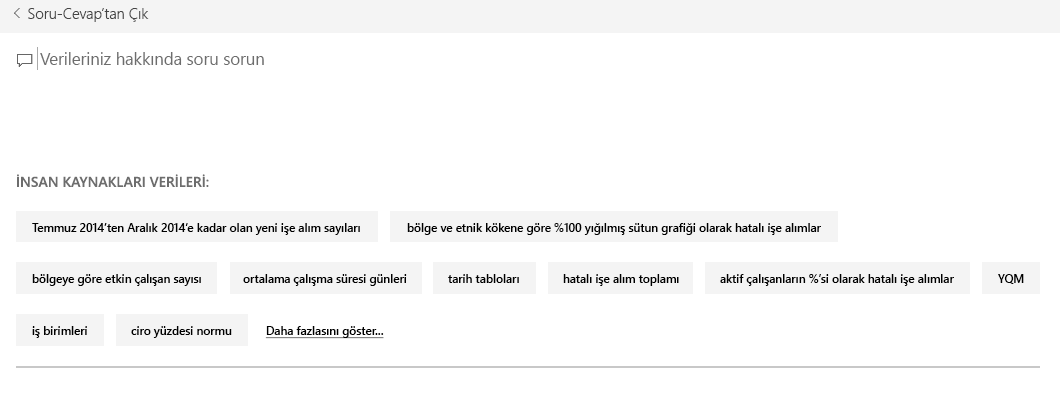 Soru-Cevap’tan Çık
Verileriniz hakkında soru sorun
İNSAN KAYNAKLARI VERİLERİ:
Temmuz 2014’ten Aralık 2014’e kadar olan yeni işe alım sayıları bölge ve etnik kökene göre %100 yığılmış sütun grafiği olarak hatalı işe alımlar
bölgeye göre etkin çalışan sayısı ortalama çalışma süresi günleri tarih tabloları hatalı işe alım toplamı aktif çalışanların %’si olarak hatalı işe alımlar YQM
iş birimleri ciro yüzdesi normu Daha fazlasını göster...